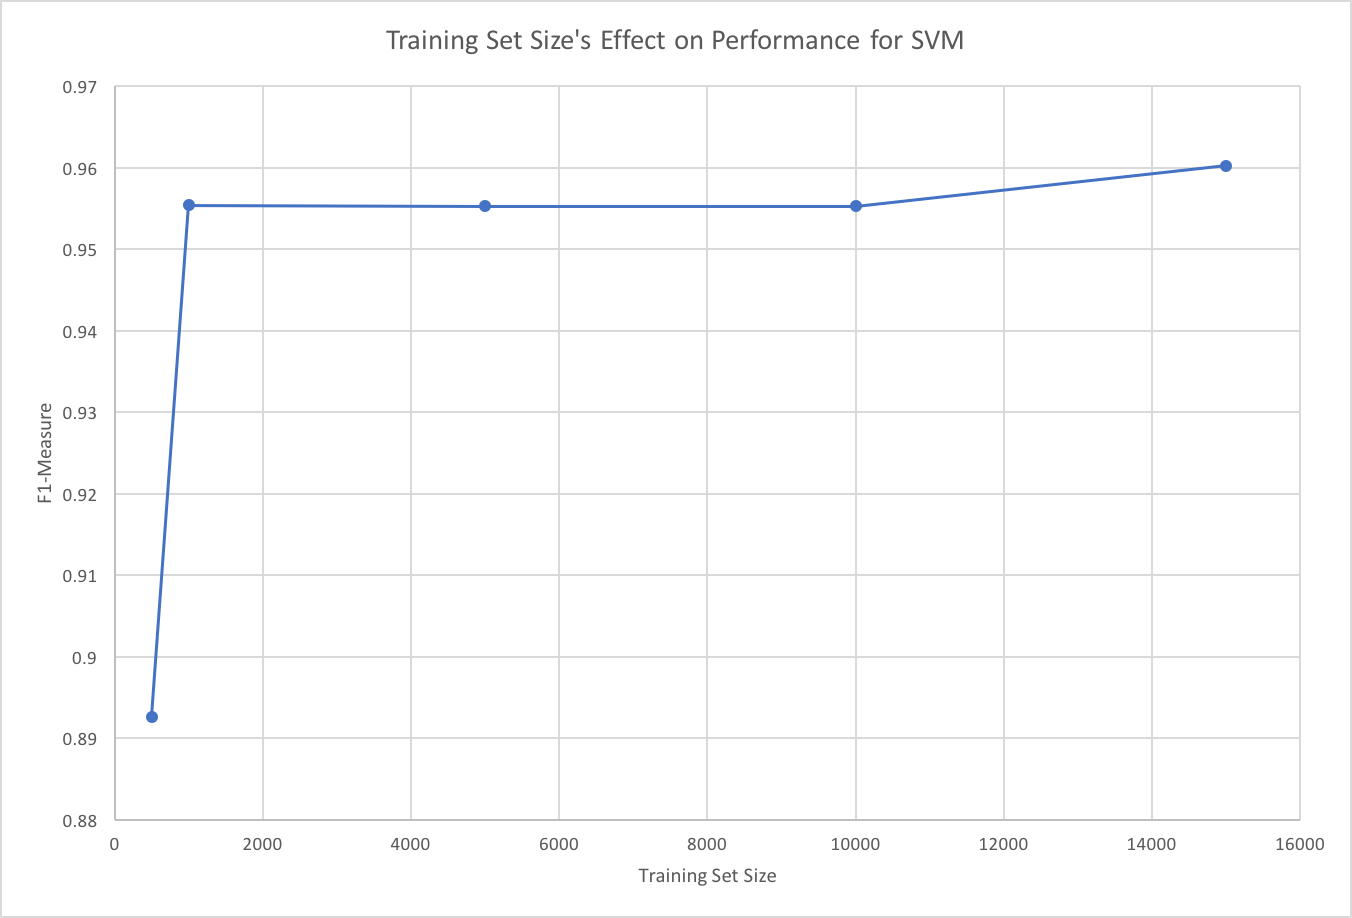 Training Set Size's Effect on Performance for SVM
0.97
0.96
0.95
0.94
0.93
0.92
0.91
0.9
0.89
0.88
F1-Measure
0 2000 4000 6000 8000 10000 12000 14000 16000
Training Set Size